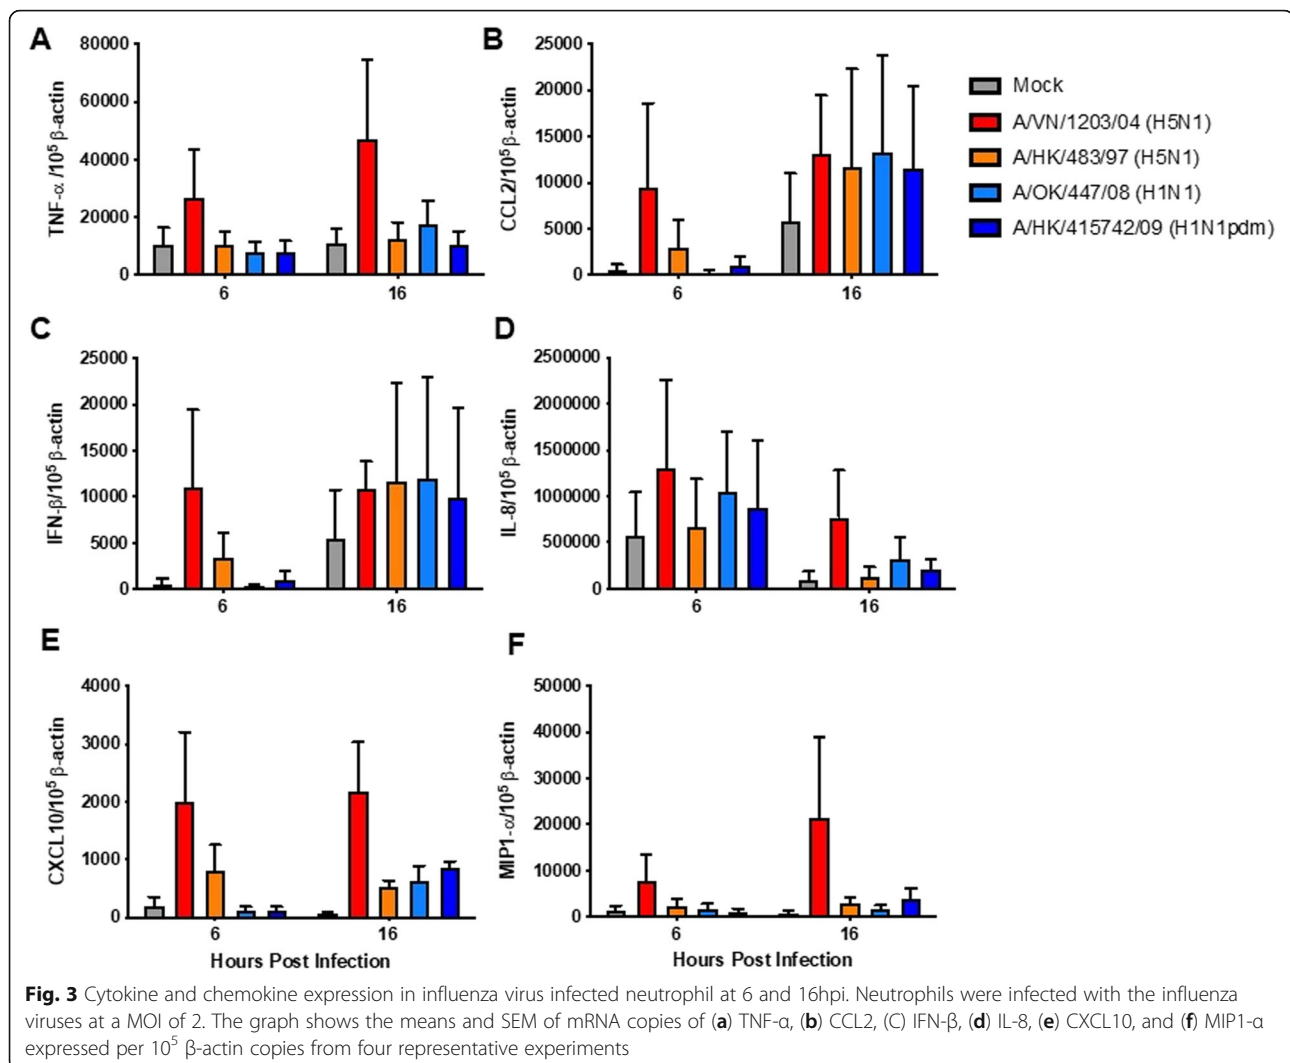 A
TNF-α /10⁵ β-actin
80000
60000
40000
20000
0
6
16
B
CCL2/10⁵ β-actin
25000
20000
15000
10000
5000
0
6
16
Mock
A/VN/1203/04 (H5N1)
A/HK/483/97 (H5N1)
A/OK/447/08 (H1N1)
A/HK/415742/09 (H1N1pdm)
C
IFN-β/10⁵ β-actin
25000
20000
15000
10000
5000
0
6
16
D
IL-8/10⁵ β-actin
2500000
2000000
1500000
1000000
500000
0
6
16
E
CXCL10/10⁵ β-actin
4000
3000
2000
1000
0
6
16
Hours Post Infection
F
MIP1-α/10⁵ β-actin
50000
40000
30000
20000
10000
0
6
16
Hours Post Infection
Fig. 3 Cytokine and chemokine expression in influenza virus infected neutrophil at 6 and 16hpi. Neutrophils were infected with the influenza
viruses at a MOI of 2. The graph shows the means and SEM of mRNA copies of (a) TNF-α, (b) CCL2, (C) IFN-β, (d) IL-8, (e) CXCL10, and (f) MIP1-α
expressed per 10⁵ β-actin copies from four representative experiments